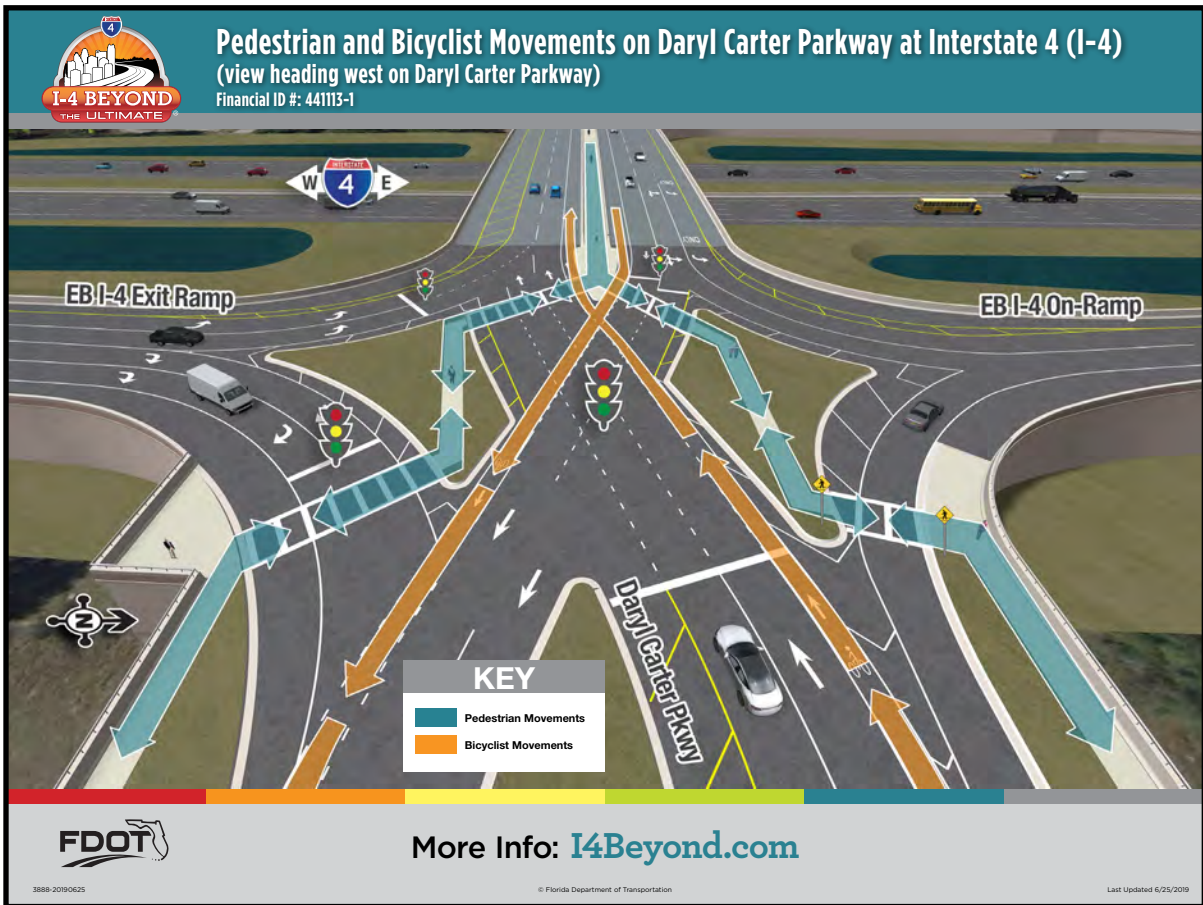 INTERSTATE
4
I-4 BEYOND
THE ULTIMATE
Pedestrian and Bicyclist Movements on Daryl Carter Parkway at Interstate 4 (I-4)
(view heading west on Daryl Carter Parkway)
Financial ID #: 441113-1
W
INTERSTATE
4
E
EB I-4 Exit Ramp
EB I-4 On-Ramp
N
Daryl Carter Pkwy
KEY
Pedestrian Movements
Bicyclist Movements
FDOT
More Info: I4Beyond.com
3888-20190625
© Florida Department of Transportation
Last Updated 6/25/2019